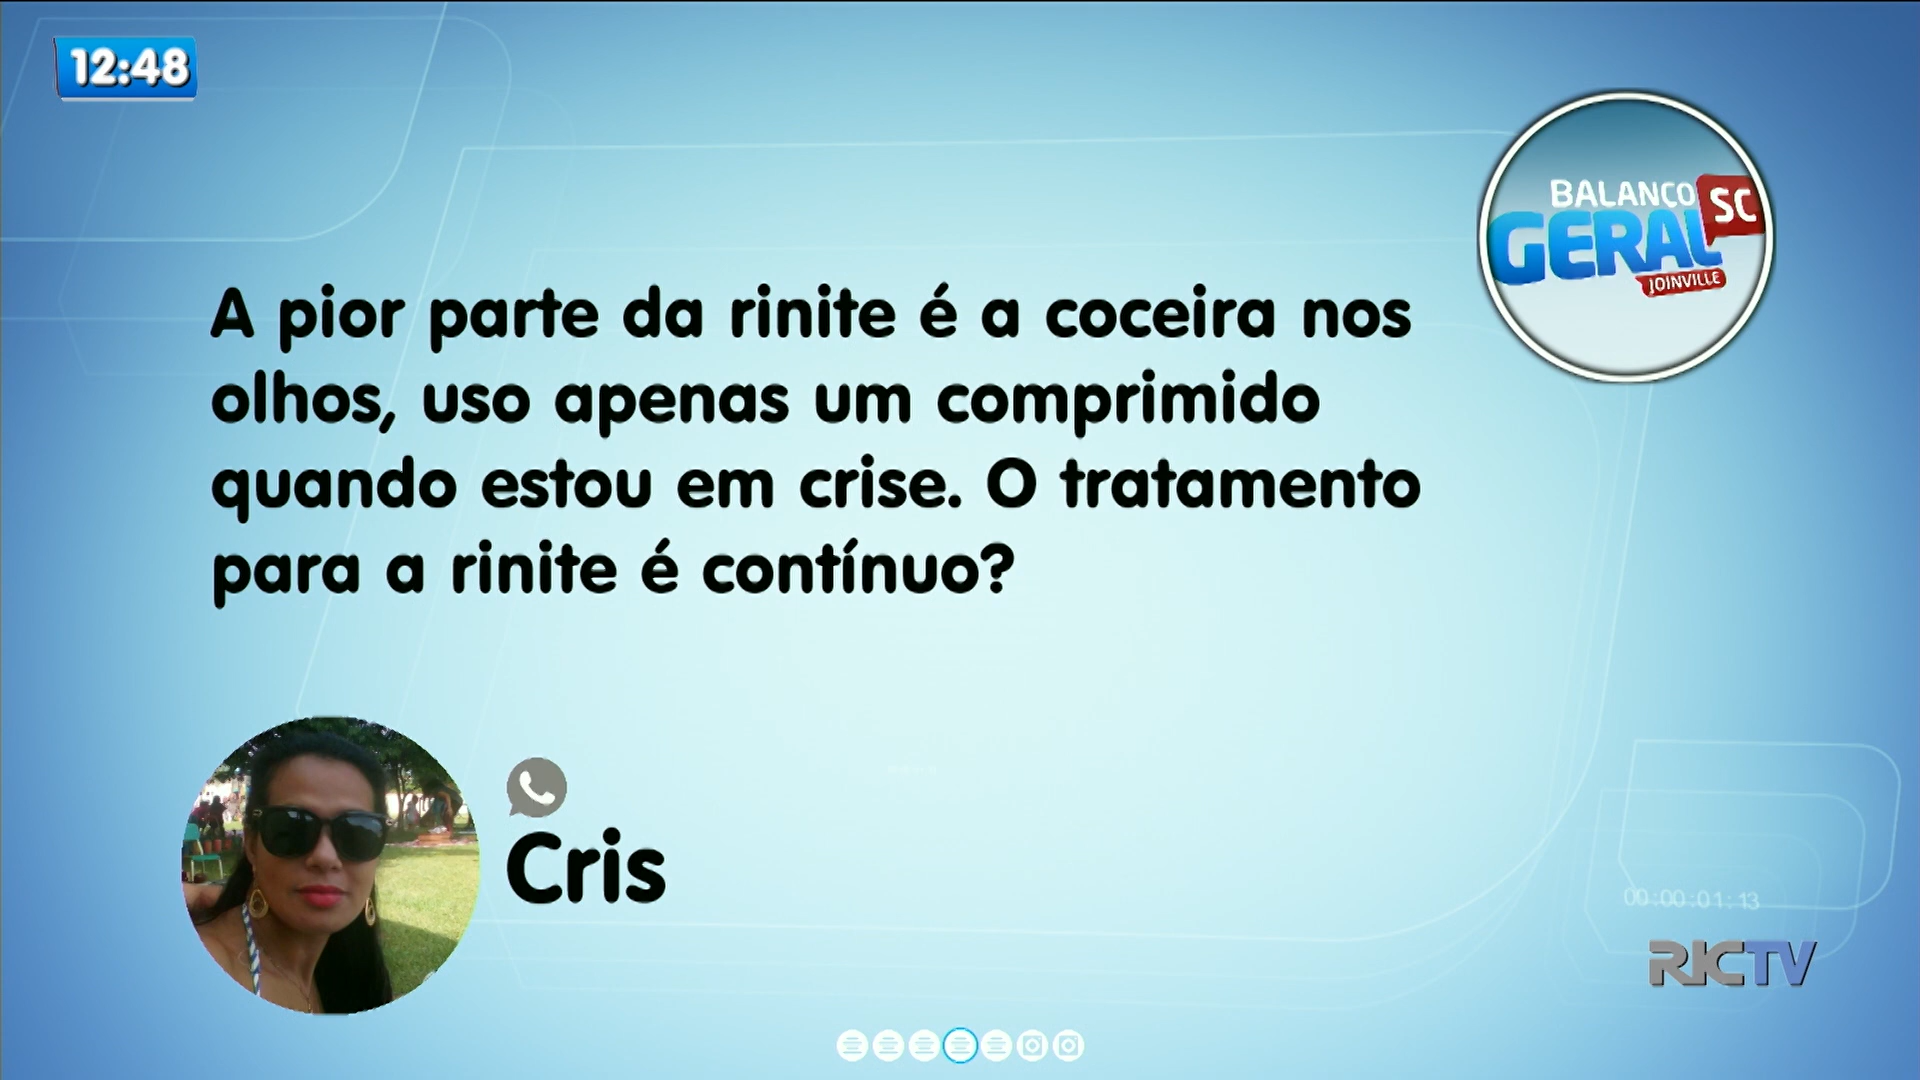 12:48
BALANÇO
GERAL SC
JOINVILLE
A pior parte da rinite é a coceira nos
olhos, uso apenas um comprimido
quando estou em crise. O tratamento
para a rinite é contínuo?
Cris
00:00:01:13
RICTV